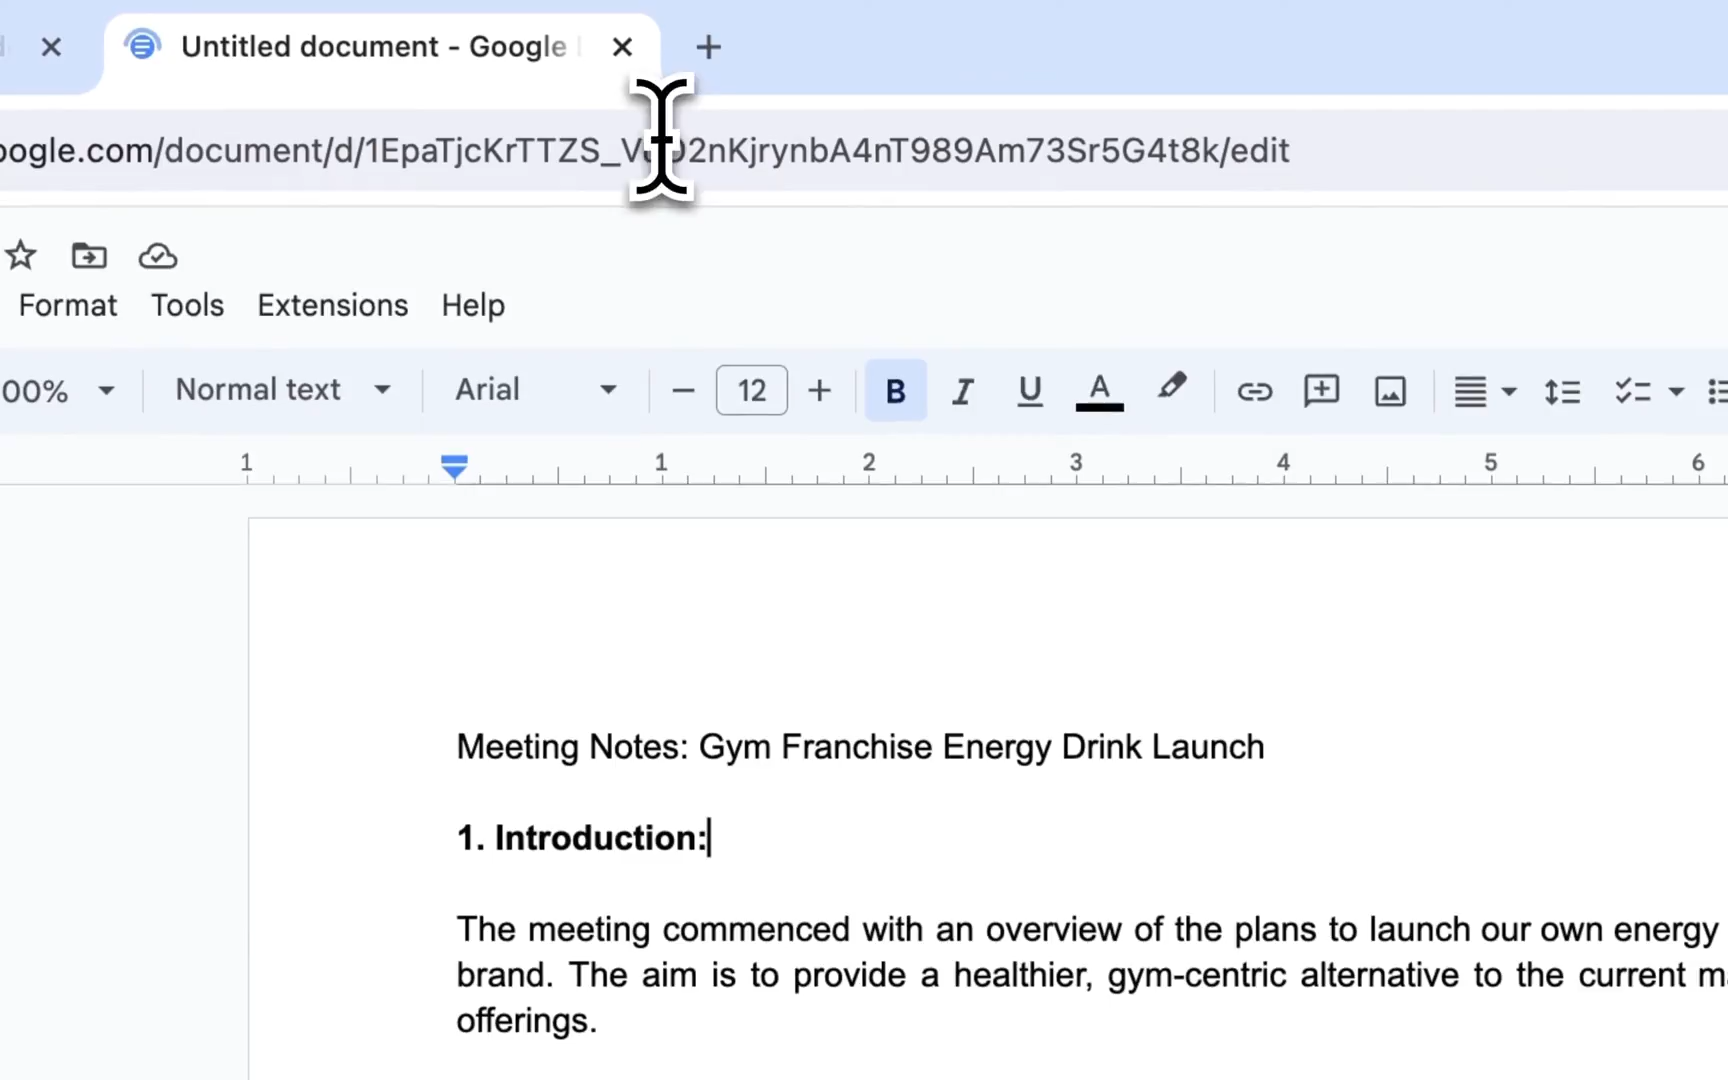 Untitled document - Google
oogle.com/document/d/1EpaTjcKrTTZS_V 2nKjrynbA4nT989Am73Sr5G4t8k/edit
Format Tools Extensions Help
00% Normal text Arial 12 B I U A
1 1 2 3 4 5 6
Meeting Notes: Gym Franchise Energy Drink Launch
1. Introduction:
The meeting commenced with an overview of the plans to launch our own energy
brand. The aim is to provide a healthier, gym-centric alternative to the current
offerings.